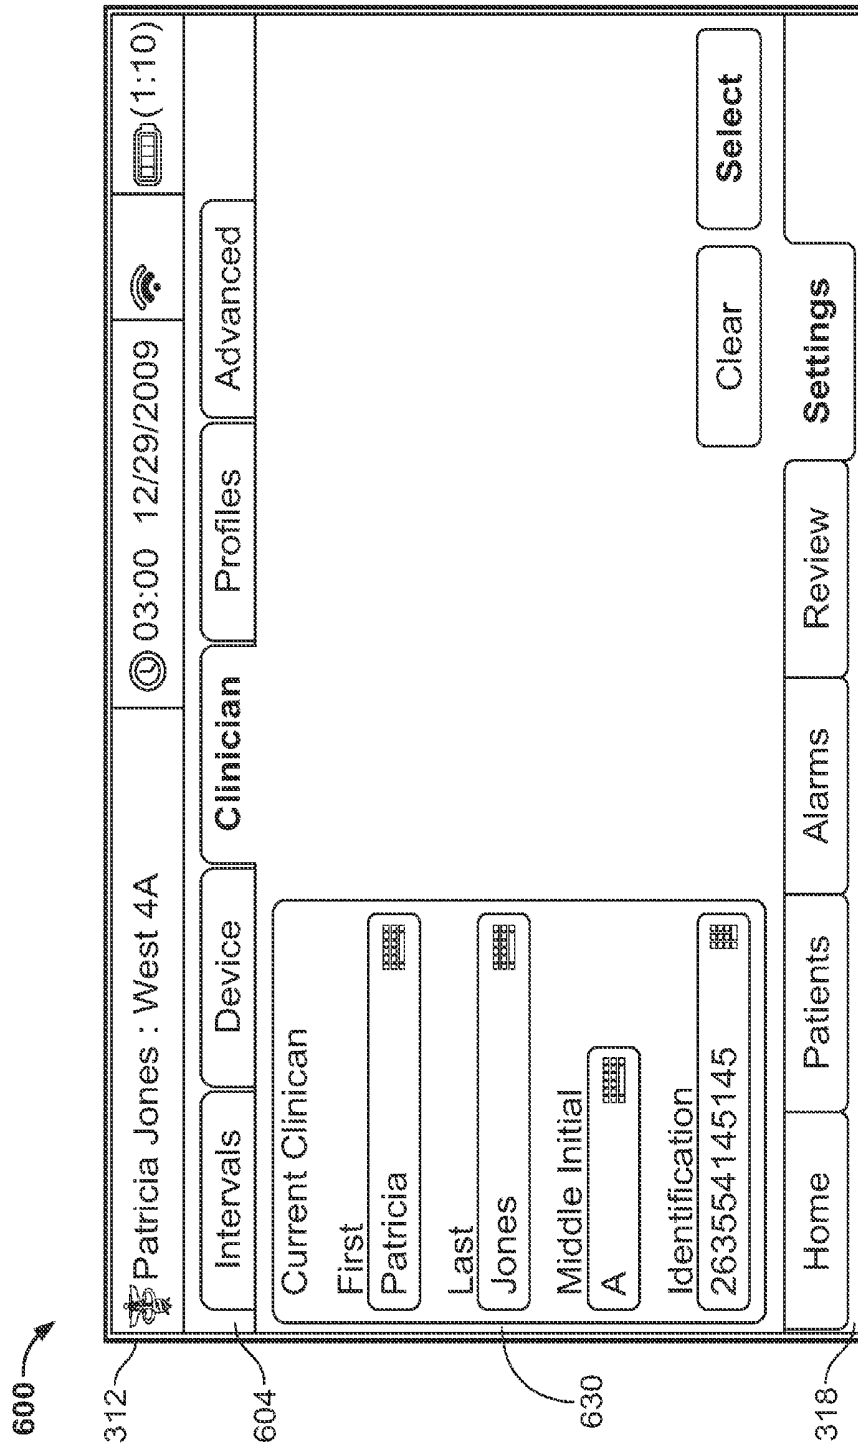 600
312
Patricia Jones : West 4A
03:00 12/29/2009
(1:10)
604
Intervals
Device
Clinician
Profiles
Advanced
630
Current Clinican
First
Patricia
Last
Jones
Middle Initial
A
Identification
263554145145
Clear
Select
318
Home
Patients
Alarms
Review
Settings